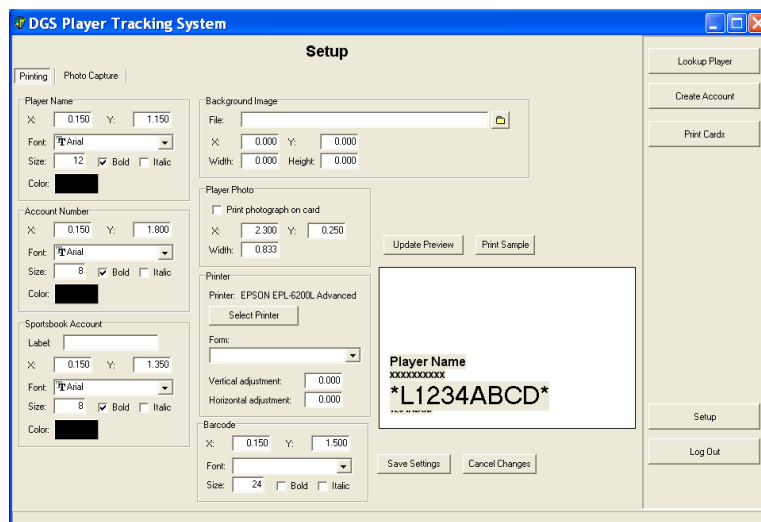 DGS Player Tracking System
Setup
Printing Photo Capture
Player Name
X: 0.150 Y: 1.150
Font: Arial
Size: 12 Bold Italic
Color:
Account Number
X: 0.150 Y: 1.800
Font: Arial
Size: 8 Bold Italic
Color:
Sportsbook Account
Label:
X: 0.150 Y: 1.350
Font: Arial
Size: 8 Bold Italic
Color:
Background Image
File:
X: 0.000 Y: 0.000
Width: 0.000 Height: 0.000
Player Photo
Print photograph on card
X: 2.300 Y: 0.250
Width: 0.833
Printer
Printer: EPSON EPL-6200L Advanced
Select Printer
Form:
Vertical adjustment: 0.000
Horizontal adjustment: 0.000
Barcode
X: 0.150 Y: 1.500
Font:
Size: 24 Bold Italic
Update Preview Print Sample
Player Name
xxxxxxxxxx
*L1234ABCD*
Save Settings Cancel Changes
Lookup Player
Create Account
Print Cards
Setup
Log Out